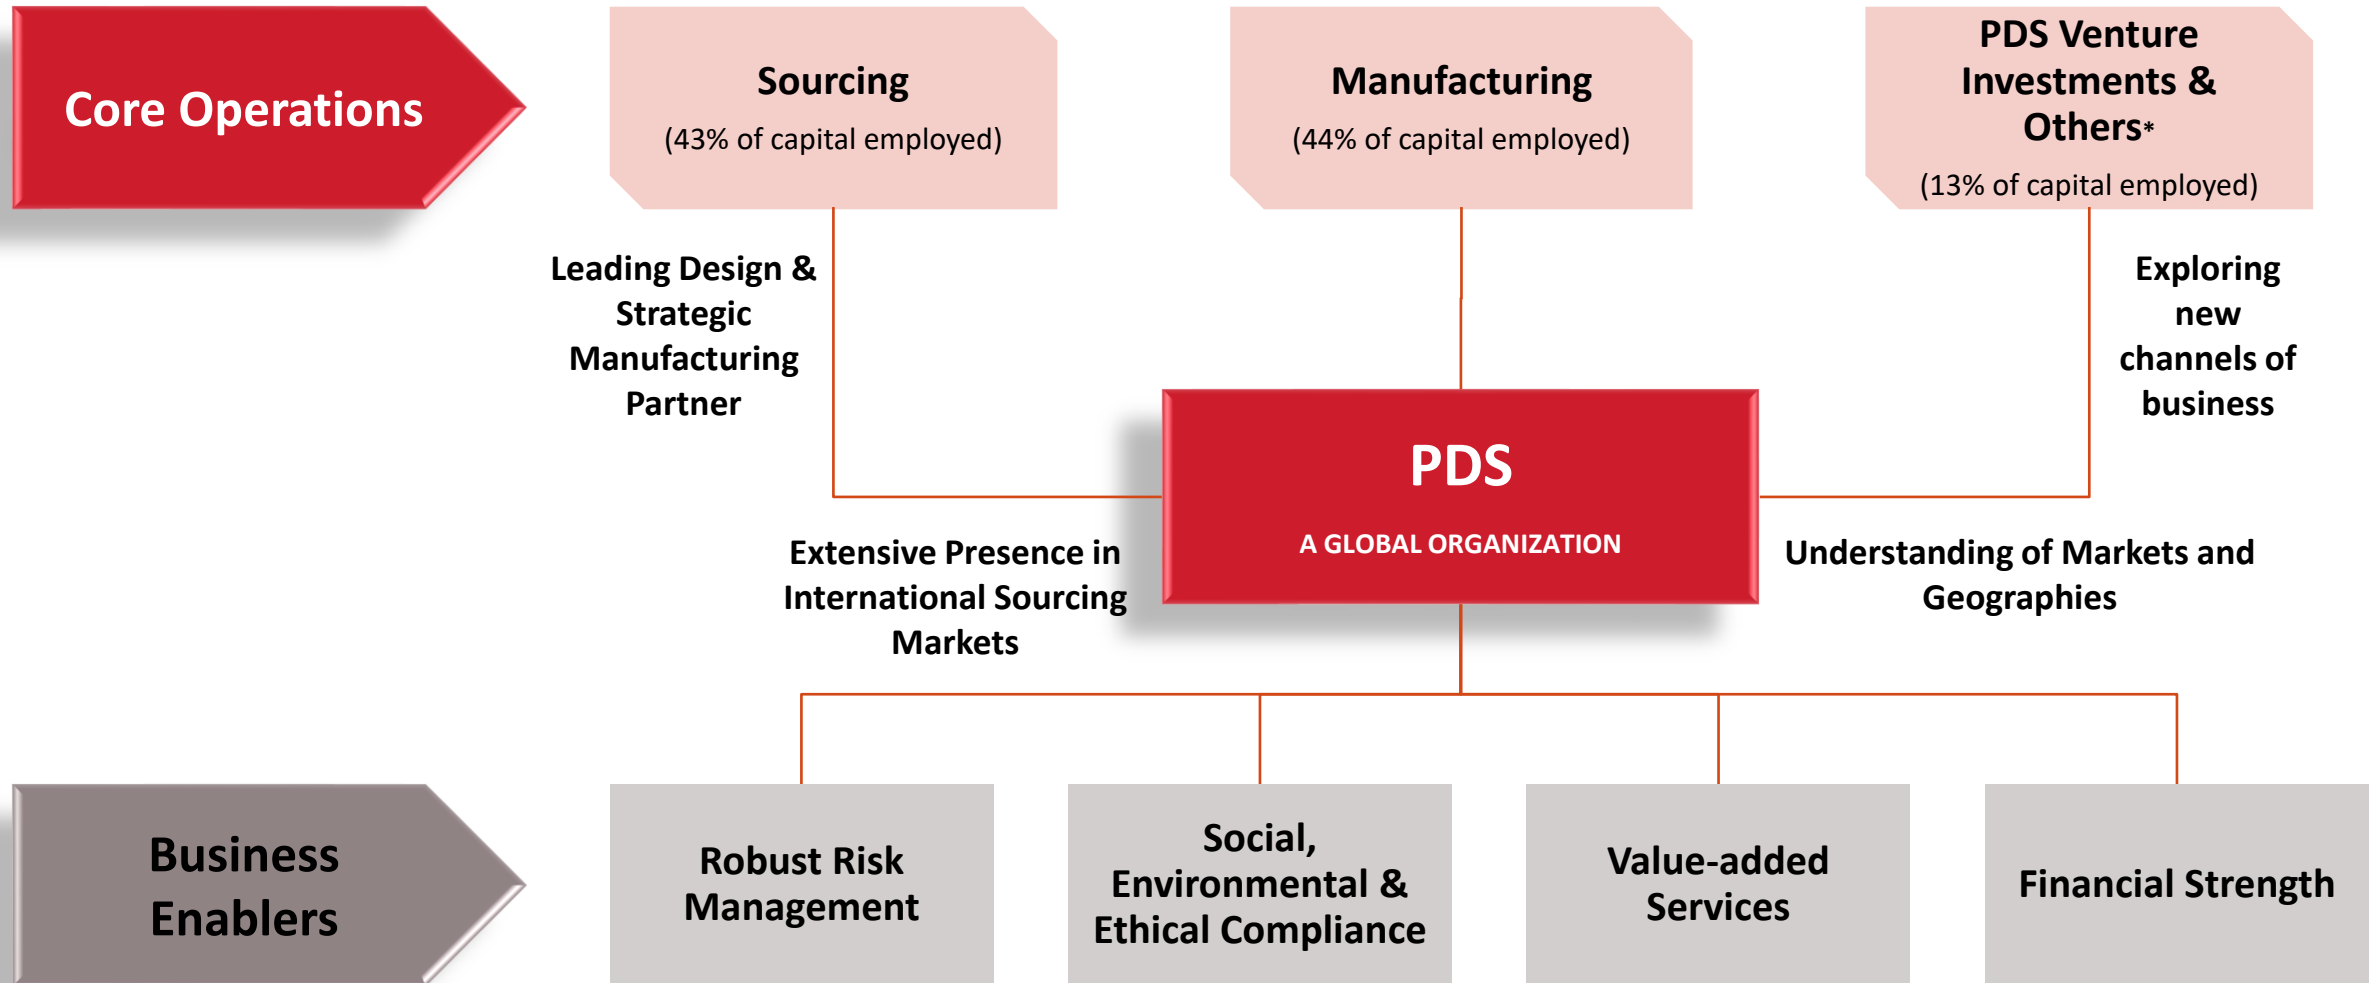 Core Operations
Sourcing
(43% of capital employed)
Manufacturing
(44% of capital employed)
PDS Venture
Investments &
Others*
(13% of capital employed)
Leading Design &
Strategic
Manufacturing
Partner
Exploring
new
channels of
business
PDS
A GLOBAL ORGANIZATION
Extensive Presence in
International Sourcing
Markets
Understanding of Markets and
Geographies
Business
Enablers
Robust Risk
Management
Social,
Environmental &
Ethical Compliance
Value-added
Services
Financial Strength